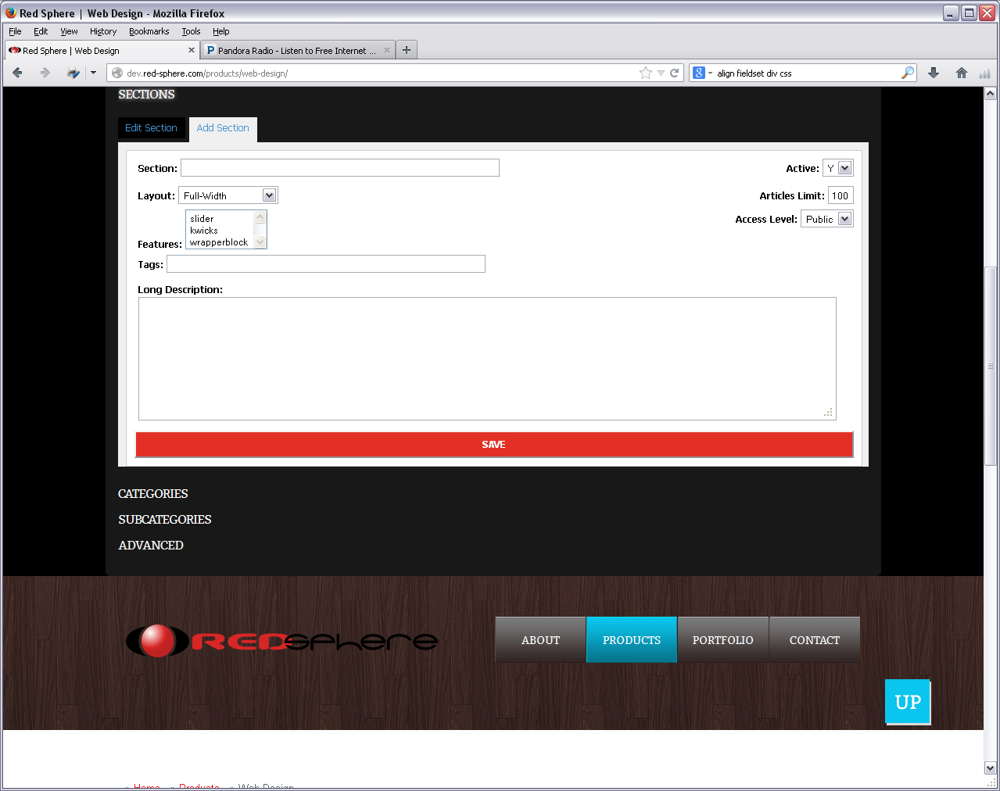 Red Sphere | Web Design - Mozilla Firefox
File Edit View History Bookmarks Tools Help
Red Sphere | Web Design
Pandora Radio - Listen to Free Internet ...
dev.red-sphere.com/products/web-design/
align fieldset div css
SECTIONS
Edit Section Add Section
Section: Active: Y
Layout: Full-Width Articles Limit: 100
Access Level: Public
slider
kwicks
Features: wrapperblock
Tags:
Long Description:
SAVE
CATEGORIES
SUBCATEGORIES
ADVANCED
REDSPHERE
ABOUT PRODUCTS PORTFOLIO CONTACT
UP
Home Products Web Design